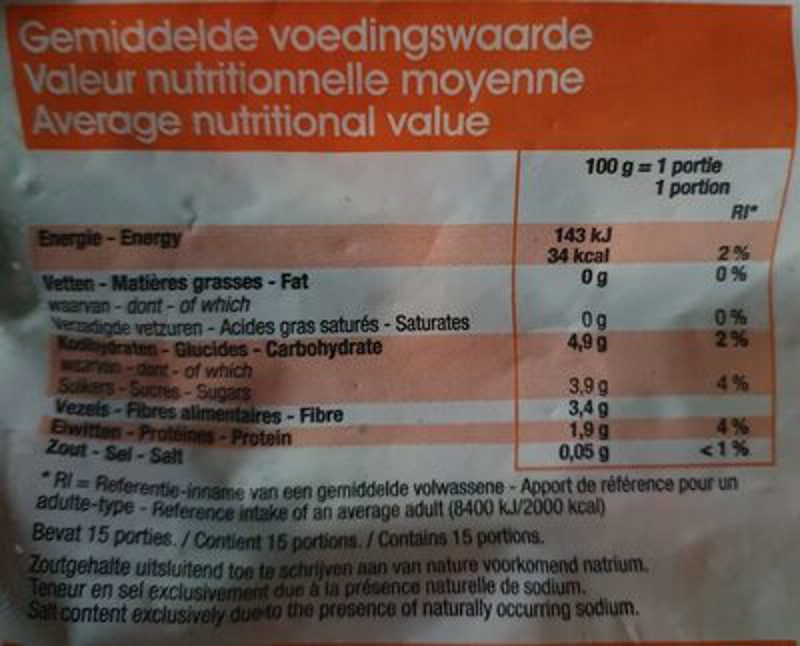 Gemiddelde voedingswaarde
Valeur nutritionnelle moyenne
Average nutritional value
100 g = 1 portie
1 portion
RI*
Energie - Energy 143 kJ
34 kcal 2 %
Vetten - Matières grasses - Fat 0 g 0 %
waarvan - dont - of which
Verzadigde vetzuren - Acides gras saturés - Saturates 0 g 0 %
Koolhydraten - Glucides - Carbohydrate 4,9 g 2 %
waarvan - dont - of which
Suikers - Sucres - Sugars 3,9 g 4 %
Vezels - Fibres alimentaires - Fibre 3,4 g
Eiwitten - Protéines - Protein 1,9 g 4 %
Zout - Sel - Salt 0,05 g <1 %
* RI = Referentie-inname van een gemiddelde volwassene - Apport de référence pour un
adulte-type - Reference intake of an average adult (8400 kJ/2000 kcal)
Bevat 15 porties. / Contient 15 portions. / Contains 15 portions.
Zoutgehalte uitsluitend toe te schrijven aan van nature voorkomend natrium.
Teneur en sel exclusivement due à la présence naturelle de sodium.
Salt content exclusively due to the presence of naturally occurring sodium.